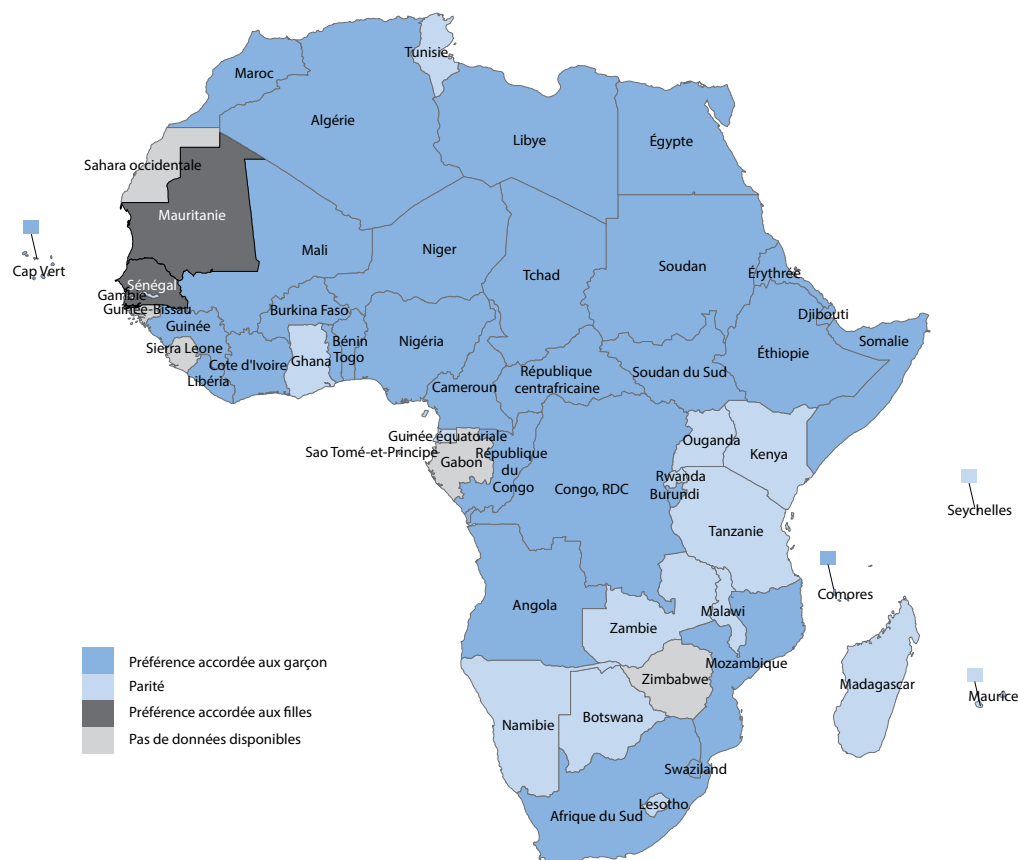 Tunisie
Maroc
Algérie
Libye
Égypte
Sahara occidentale
Mauritanie
Mali
Niger
Tchad
Soudan
Érythrée
Cap Vert
Sénégal
Gambie
Guinée-Bissau
Guinée
Burkina Faso
Djibouti
Sierra Leone
Cote d'Ivoire
Ghana
Bénin
Togo
Nigéria
Somalie
Éthiopie
Libéria
Cameroun
République
centrafricaine
Soudan du Sud
Guinée équatoriale
Sao Tomé-et-Principe
Gabon
République
du
Congo
Ouganda
Kenya
Rwanda
Burundi
Congo, RDC
Seychelles
Tanzanie
Comores
Angola
Malawi
Zambie
Mozambique
Zimbabwe
Madagascar
Maurice
Namibie
Botswana
Swaziland
Lesotho
Afrique du Sud
Préférence accordée aux garçon
Parité
Préférence accordée aux filles
Pas de données disponibles